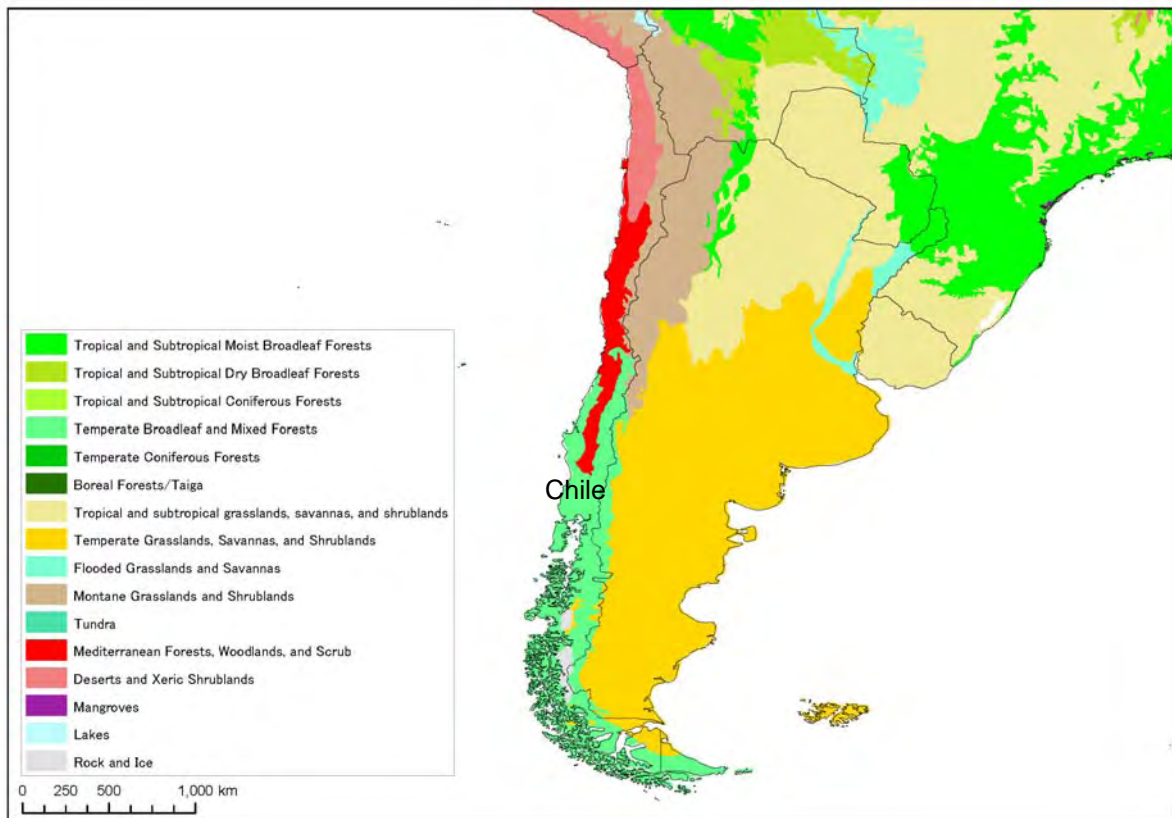 Chile
Tropical and Subtropical Moist Broadleaf Forests
Tropical and Subtropical Dry Broadleaf Forests
Tropical and Subtropical Coniferous Forests
Temperate Broadleaf and Mixed Forests
Temperate Coniferous Forests
Boreal Forests/Taiga
Tropical and subtropical grasslands, savannas, and shrublands
Temperate Grasslands, Savannas, and Shrublands
Flooded Grasslands and Savannas
Montane Grasslands and Shrublands
Tundra
Mediterranean Forests, Woodlands, and Scrub
Deserts and Xeric Shrublands
Mangroves
Lakes
Rock and Ice
0 250 500 1,000 km